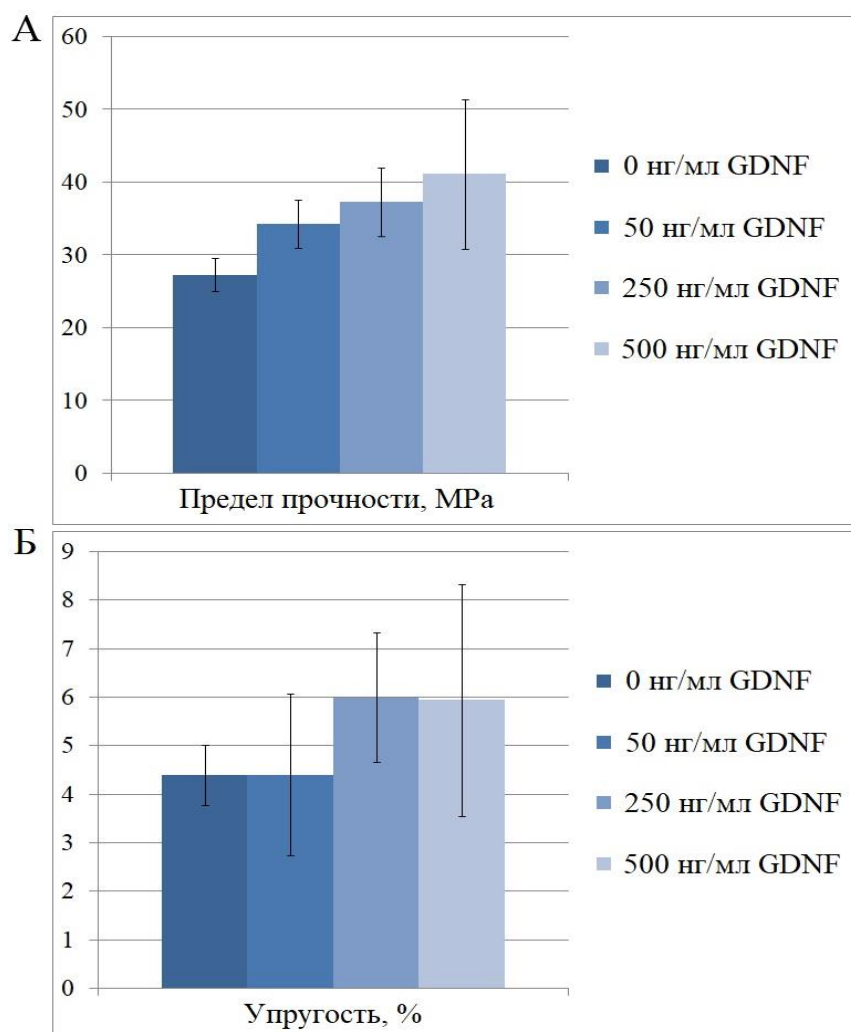 А
60
50
40
30
20
10
0
0 нг/мл GDNF
50 нг/мл GDNF
250 нг/мл GDNF
500 нг/мл GDNF
Предел прочности, MPa
Б
9
8
7
6
5
4
3
2
1
0
0 нг/мл GDNF
50 нг/мл GDNF
250 нг/мл GDNF
500 нг/мл GDNF
Упругость, %